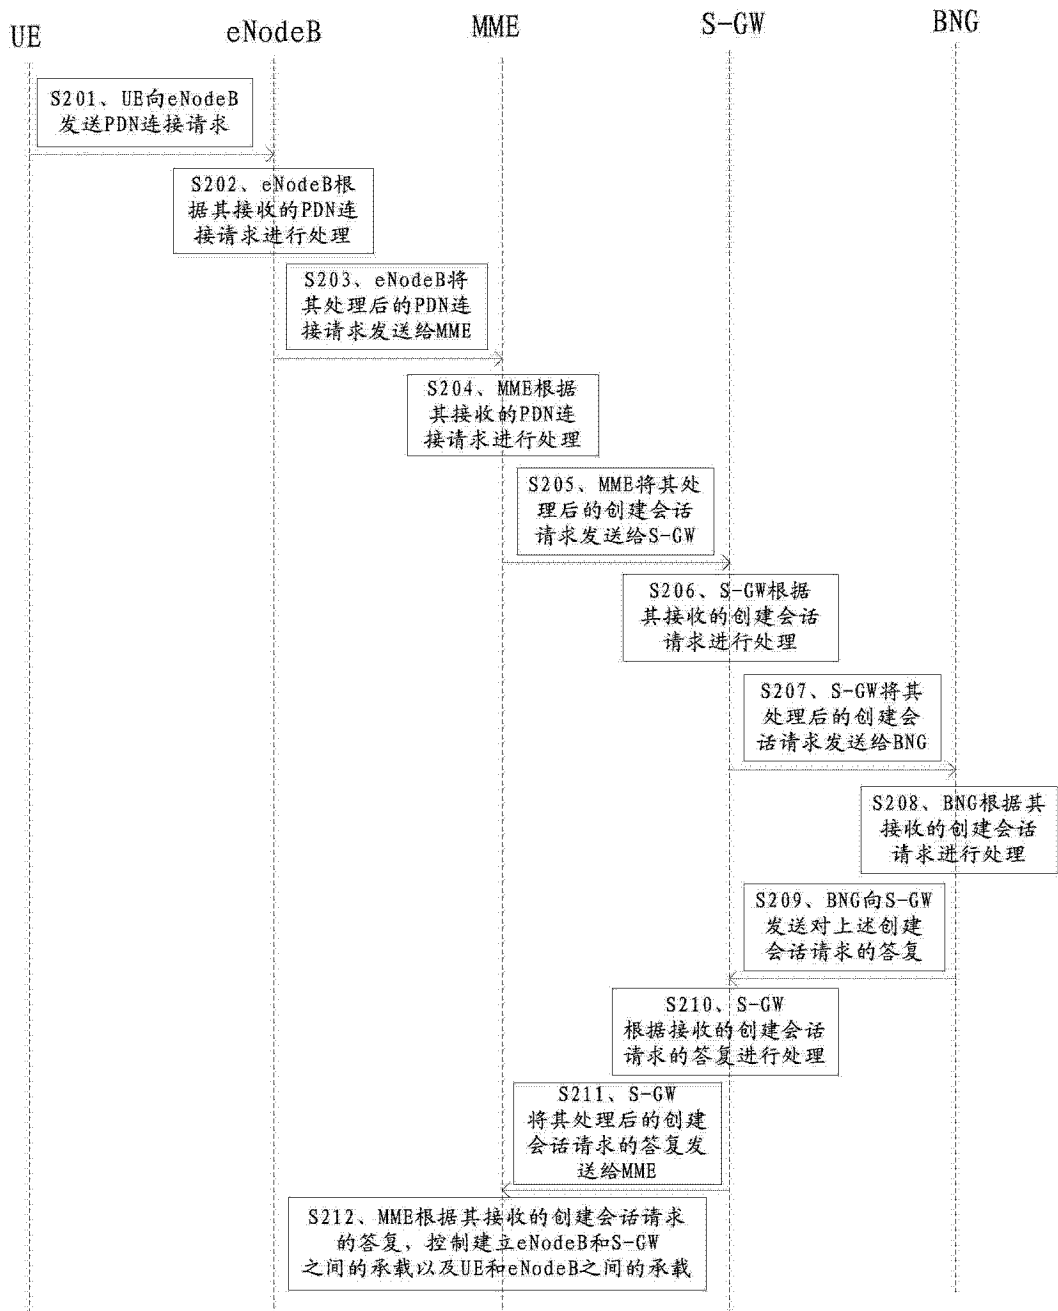 UE
eNodeB
MME
S-GW
BNG
S201、UE向eNodeB
发送PDN连接请求
S202、eNodeB根
据其接收的PDN连
接请求进行处理
S203、eNodeB将
其处理后的PDN连
接请求发送给MME
S204、MME根据
其接收的PDN连
接请求进行处理
S205、MME将其处
理后的创建会话
请求发送给S-GW
S206、S-GW根据
其接收的创建会话
请求进行处理
S207、S-GW将其
处理后的创建会
话请求发送给BNG
S208、BNG根据其
接收的创建会话
请求进行处理
S209、BNG向S-GW
发送对上述创建
会话请求的答复
S210、S-GW
根据接收的创建会话
请求的答复进行处理
S211、S-GW
将其处理后的创建
会话请求的答复发
送给MME
S212、MME根据其接收的创建会话请求
的答复，控制建立eNodeB和S-GW
之间的承载以及UE和eNodeB之间的承载